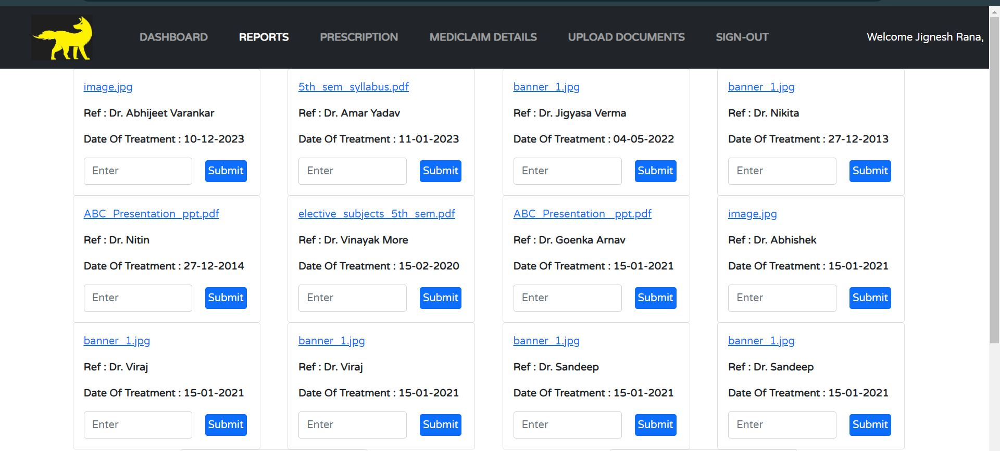 DASHBOARD REPORTS PRESCRIPTION MEDICLAIM DETAILS UPLOAD DOCUMENTS SIGN-OUT Welcome Jignesh Rana,
image.jpg
Ref : Dr. Abhijeet Varankar
Date Of Treatment : 10-12-2023
Enter Submit
5th_sem_syllabus.pdf
Ref : Dr. Amar Yadav
Date Of Treatment : 11-01-2023
Enter Submit
banner_1.jpg
Ref : Dr. Jigyasa Verma
Date Of Treatment : 04-05-2022
Enter Submit
banner_1.jpg
Ref : Dr. Nikita
Date Of Treatment : 27-12-2013
Enter Submit
ABC_Presentation_ppt.pdf
Ref : Dr. Nitin
Date Of Treatment : 27-12-2014
Enter Submit
elective_subjects_5th_sem.pdf
Ref : Dr. Vinayak More
Date Of Treatment : 15-02-2020
Enter Submit
ABC_Presentation_ppt.pdf
Ref : Dr. Goenka Arnav
Date Of Treatment : 15-01-2021
Enter Submit
image.jpg
Ref : Dr. Abhishek
Date Of Treatment : 15-01-2021
Enter Submit
banner_1.jpg
Ref : Dr. Viraj
Date Of Treatment : 15-01-2021
Enter Submit
banner_1.jpg
Ref : Dr. Viraj
Date Of Treatment : 15-01-2021
Enter Submit
banner_1.jpg
Ref : Dr. Sandeep
Date Of Treatment : 15-01-2021
Enter Submit
banner_1.jpg
Ref : Dr. Sandeep
Date Of Treatment : 15-01-2021
Enter Submit